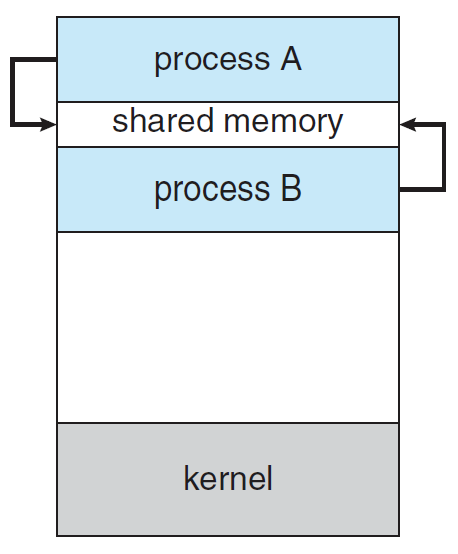 process A
shared memory
process B
kernel